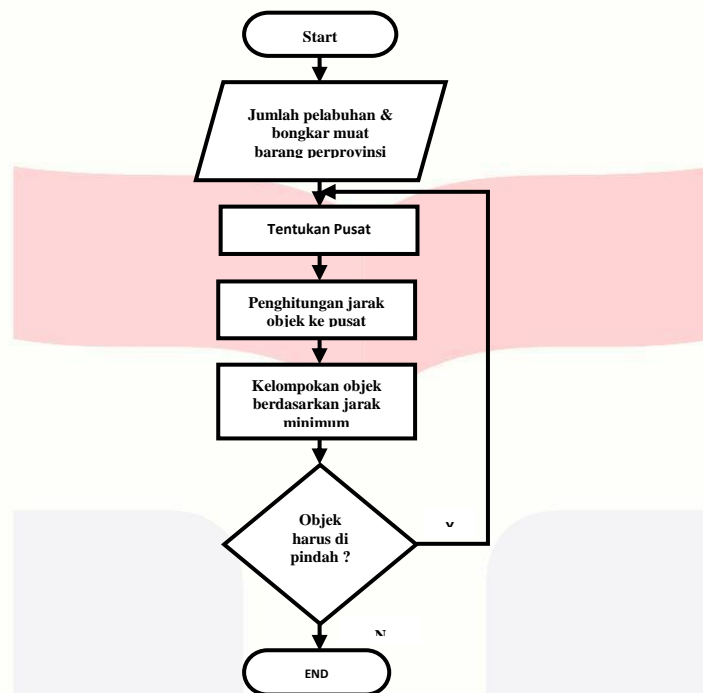 Start
Jumlah pelabuhan &
bongkar muat
barang perprovinsi
Tentukan Pusat
Penghitungan jarak
objek ke pusat
Kelompokan objek
berdasarkan jarak
minimum
Objek
harus di
pindah ?
Y
N
END